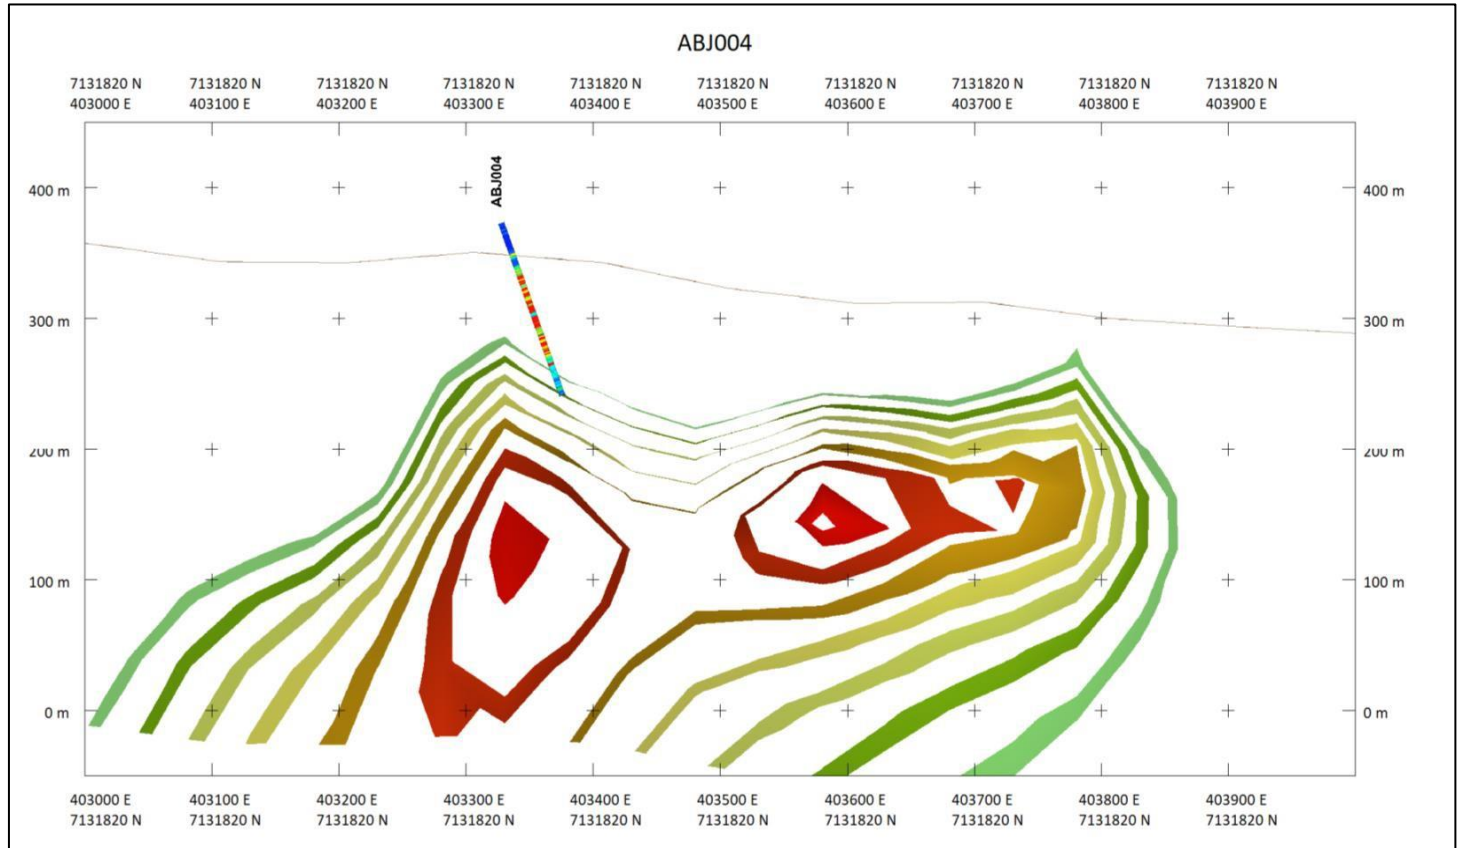 ABJ004
7131820 N 7131820 N 7131820 N 7131820 N 7131820 N 7131820 N 7131820 N 7131820 N 7131820 N 7131820 N
403000 E 403100 E 403200 E 403300 E 403400 E 403500 E 403600 E 403700 E 403800 E 403900 E
ABJ004
400 m 400 m
300 m 300 m
200 m 200 m
100 m 100 m
0 m 0 m
403000 E 403100 E 403200 E 403300 E 403400 E 403500 E 403600 E 403700 E 403800 E 403900 E
7131820 N 7131820 N 7131820 N 7131820 N 7131820 N 7131820 N 7131820 N 7131820 N 7131820 N 7131820 N